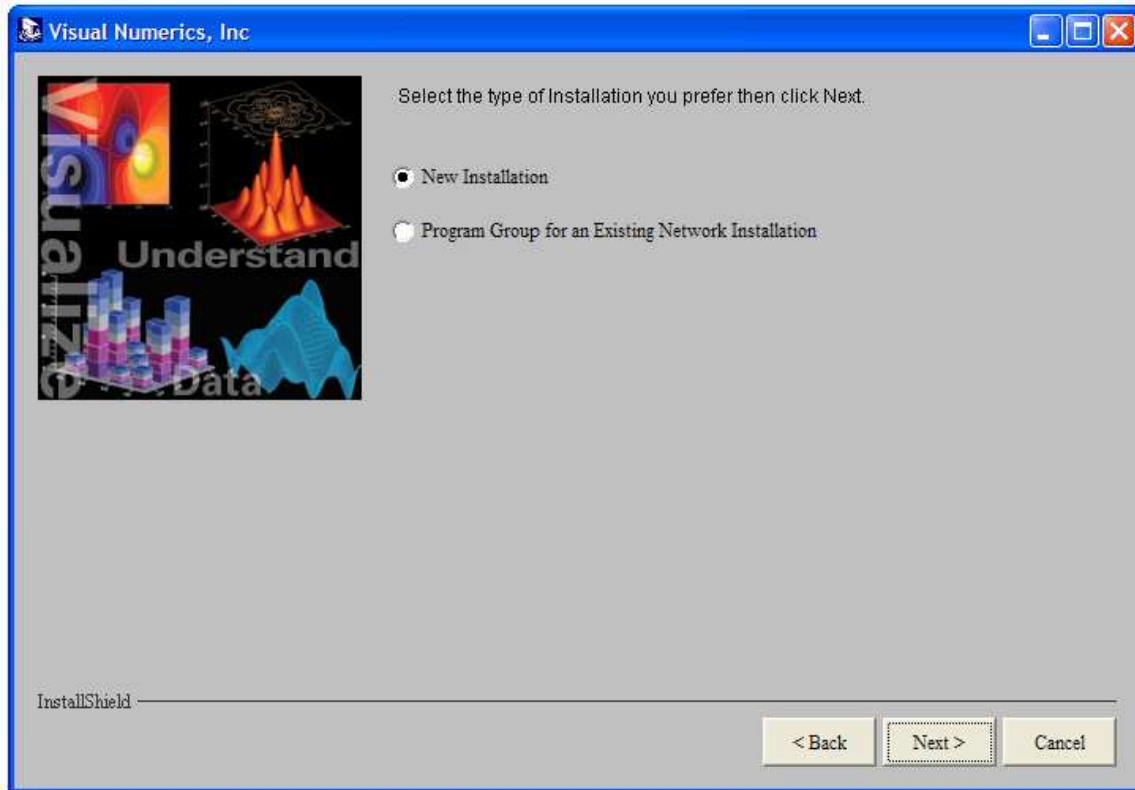 Visual Numerics, Inc
Visualize
Understand
Data
Select the type of Installation you prefer then click Next.
New Installation
Program Group for an Existing Network Installation
InstallShield
< Back
Next >
Cancel